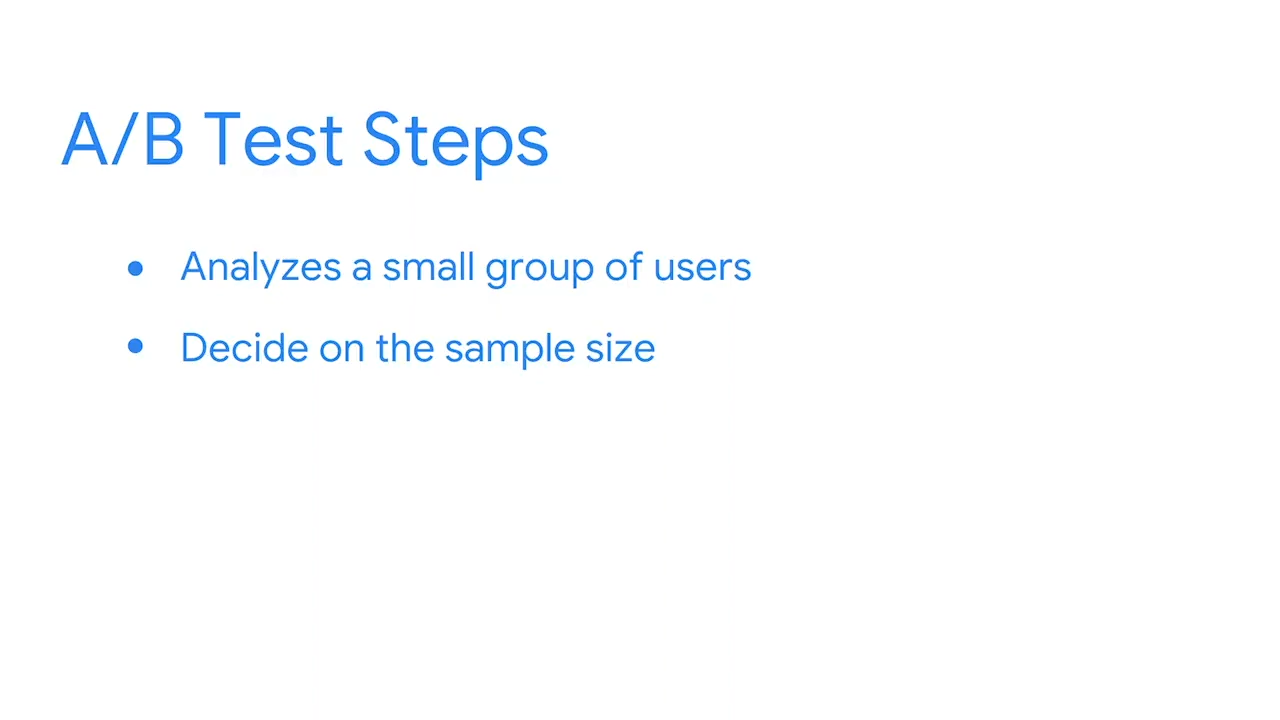 A/B Test Steps
● Analyzes a small group of users
● Decide on the sample size